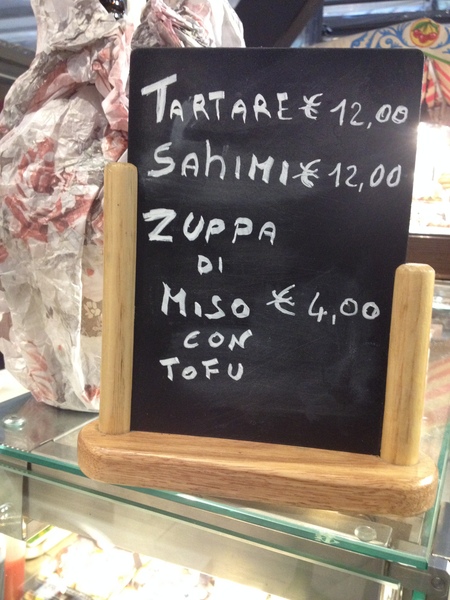 TARTARE € 12,00
SAhIMI € 12,00
ZUPPA
DI
MISO € 4,00
CON
TOFU